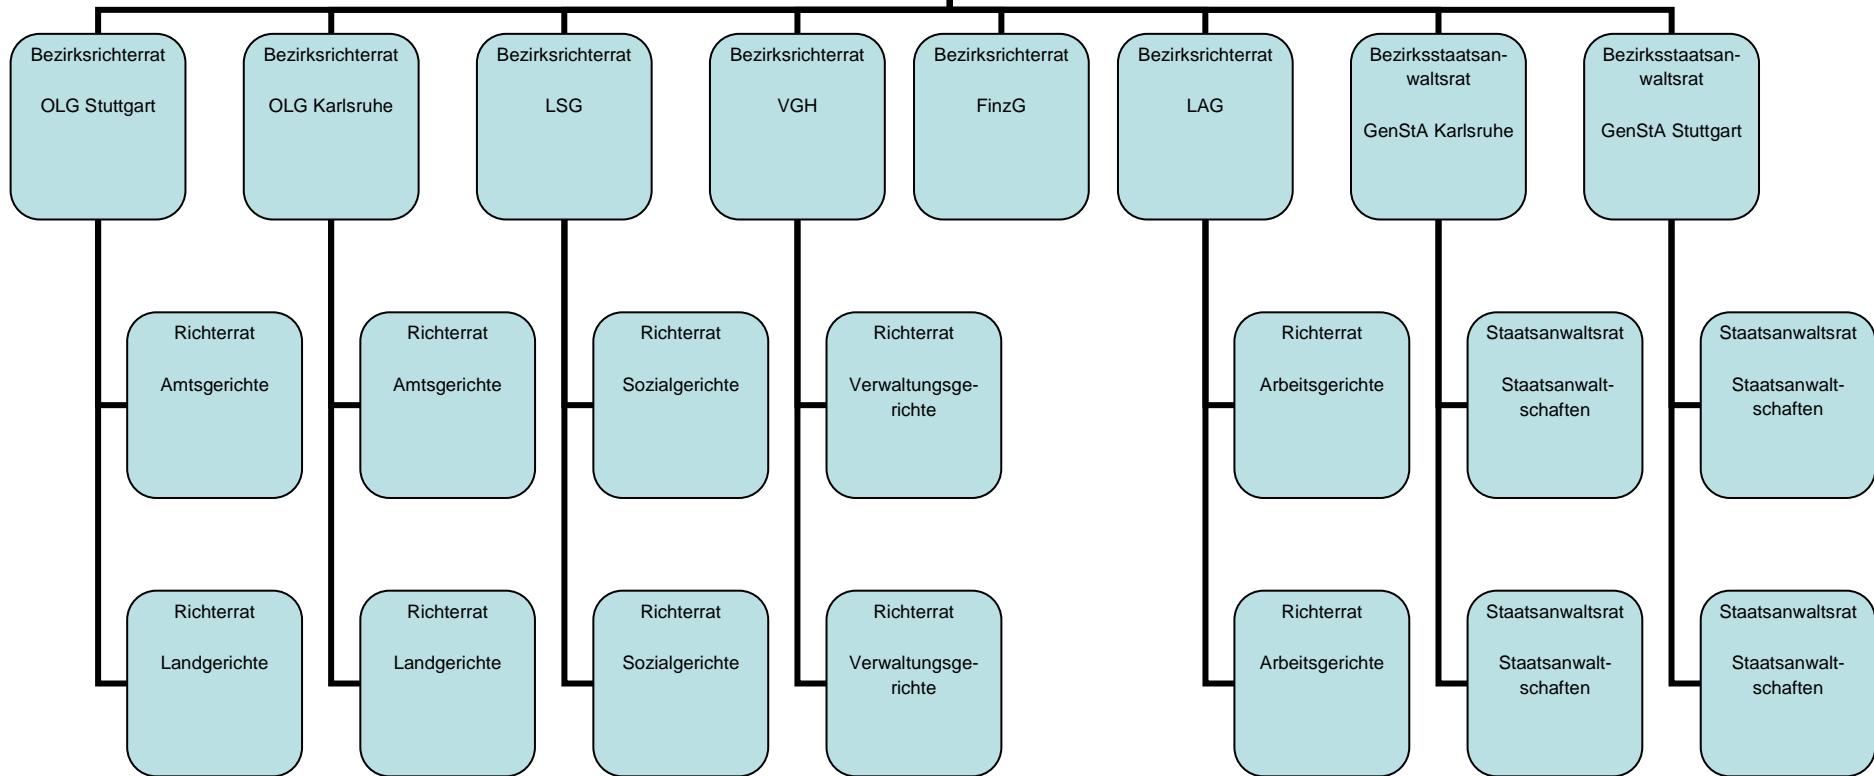 Bezirksrichterrat
OLG Stuttgart
Bezirksrichterrat
OLG Karlsruhe
Bezirksrichterrat
LSG
Bezirksrichterrat
VGH
Bezirksrichterrat
FinzG
Bezirksrichterrat
LAG
Bezirksstaatsan-
waltsrat
GenStA Karlsruhe
Bezirksstaatsan-
waltsrat
GenStA Stuttgart
Richterrat
Amtsgerichte
Richterrat
Amtsgerichte
Richterrat
Sozialgerichte
Richterrat
Verwaltungsge-
richte
Richterrat
Arbeitsgerichte
Staatsanwaltsrat
Staatsanwalt-
schaften
Staatsanwaltsrat
Staatsanwalt-
schaften
Richterrat
Landgerichte
Richterrat
Landgerichte
Richterrat
Sozialgerichte
Richterrat
Verwaltungsge-
richte
Richterrat
Arbeitsgerichte
Staatsanwaltsrat
Staatsanwalt-
schaften
Staatsanwaltsrat
Staatsanwalt-
schaften